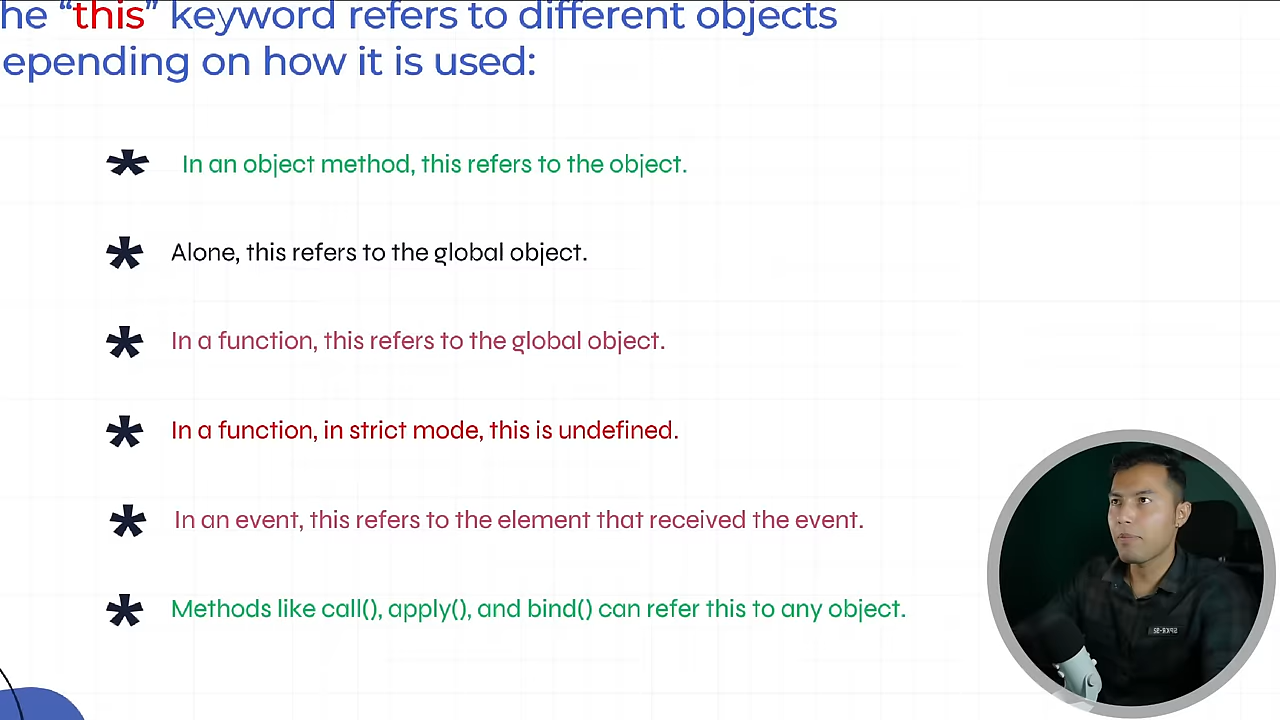 he “this” keyword refers to different objects
epending on how it is used:
* In an object method, this refers to the object.
* Alone, this refers to the global object.
* In a function, this refers to the global object.
* In a function, in strict mode, this is undefined.
* In an event, this refers to the element that received the event.
* Methods like call(), apply(), and bind() can refer this to any object.